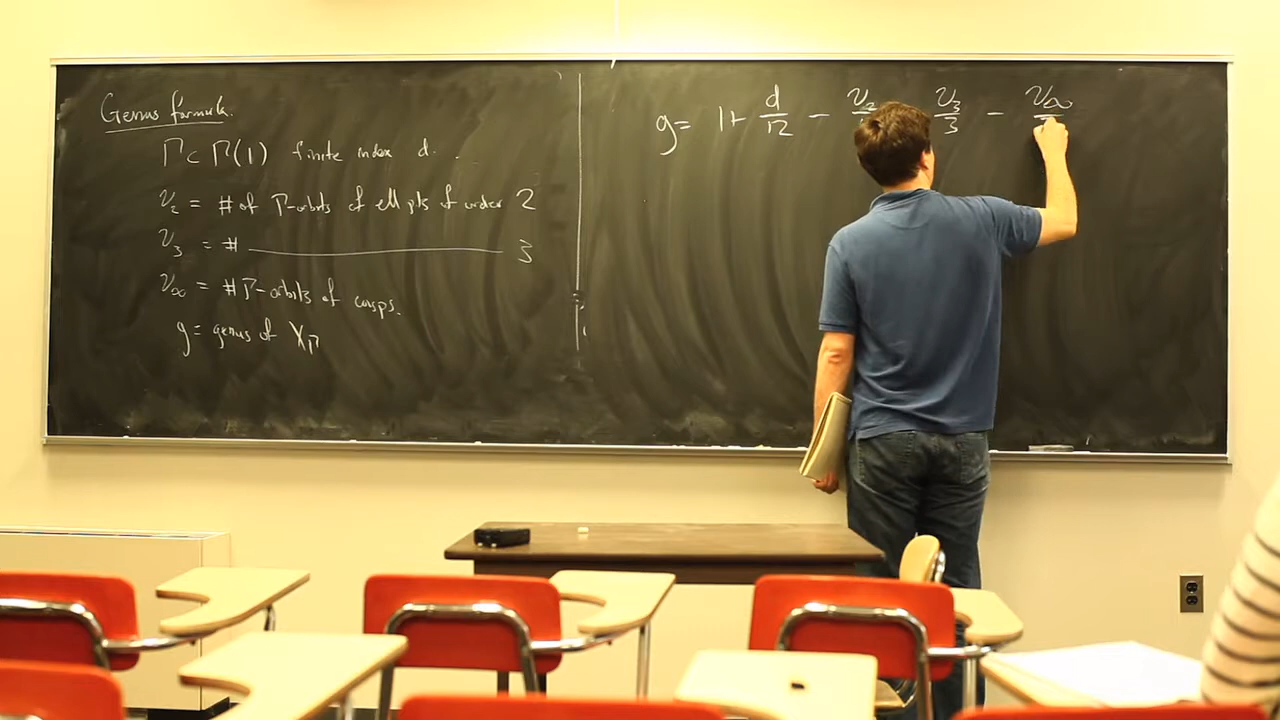 Genus formula.
Γ ⊂ Γ(1) finite index d.
ν₂ = # of Γ-orbits of ell pts of order 2
ν₃ = # ———————— 3
ν∞ = # Γ-orbits of cusps.
g = genus of X_Γ
g = 1 + d/12 − ν₂ ν₃/3 − ν∞/